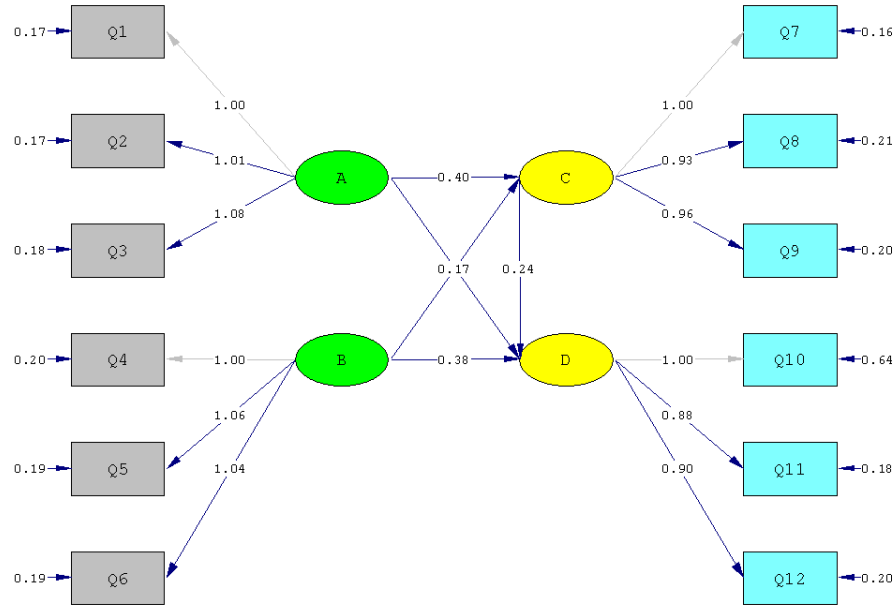 0.17 Q1 Q7 0.16
1.00 1.00
0.17 Q2 Q8 0.21
1.01 0.93
A 0.40 C
1.08 0.96
0.18 Q3 Q9 0.20
0.17 0.24
0.20 Q4 1.00 B 0.38 D 1.00 Q10 0.64
1.06 0.88
0.19 Q5 1.04 0.90 Q11 0.18
0.19 Q6 Q12 0.20